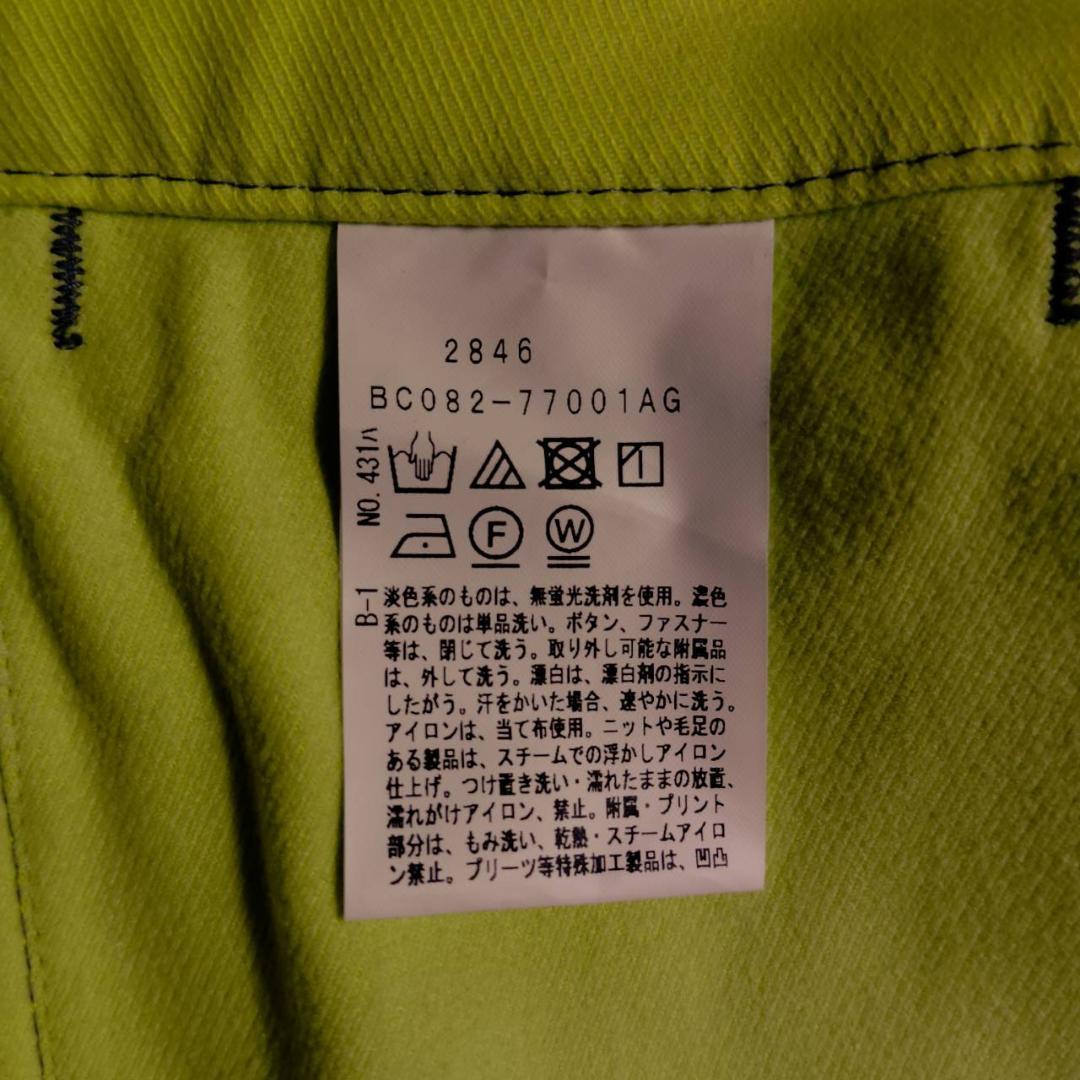 2846
BC082-77001AG
NO. 431ハ
F W
B-1
淡色系のものは、無蛍光洗剤を使用。濃色
系のものは単品洗い。ボタン、ファスナー
等は、閉じて洗う。取り外し可能な附属品
は、外して洗う。漂白は、漂白剤の指示に
したがう。汗をかいた場合、速やかに洗う。
アイロンは、当て布使用。ニットや毛足の
ある製品は、スチームでの浮かしアイロン
仕上げ。つけ置き洗い・濡れたままの放置、
濡れがけアイロン、禁止。附属・プリント
部分は、もみ洗い、乾熱・スチームアイロ
ン禁止。プリーツ等特殊加工製品は、凹凸